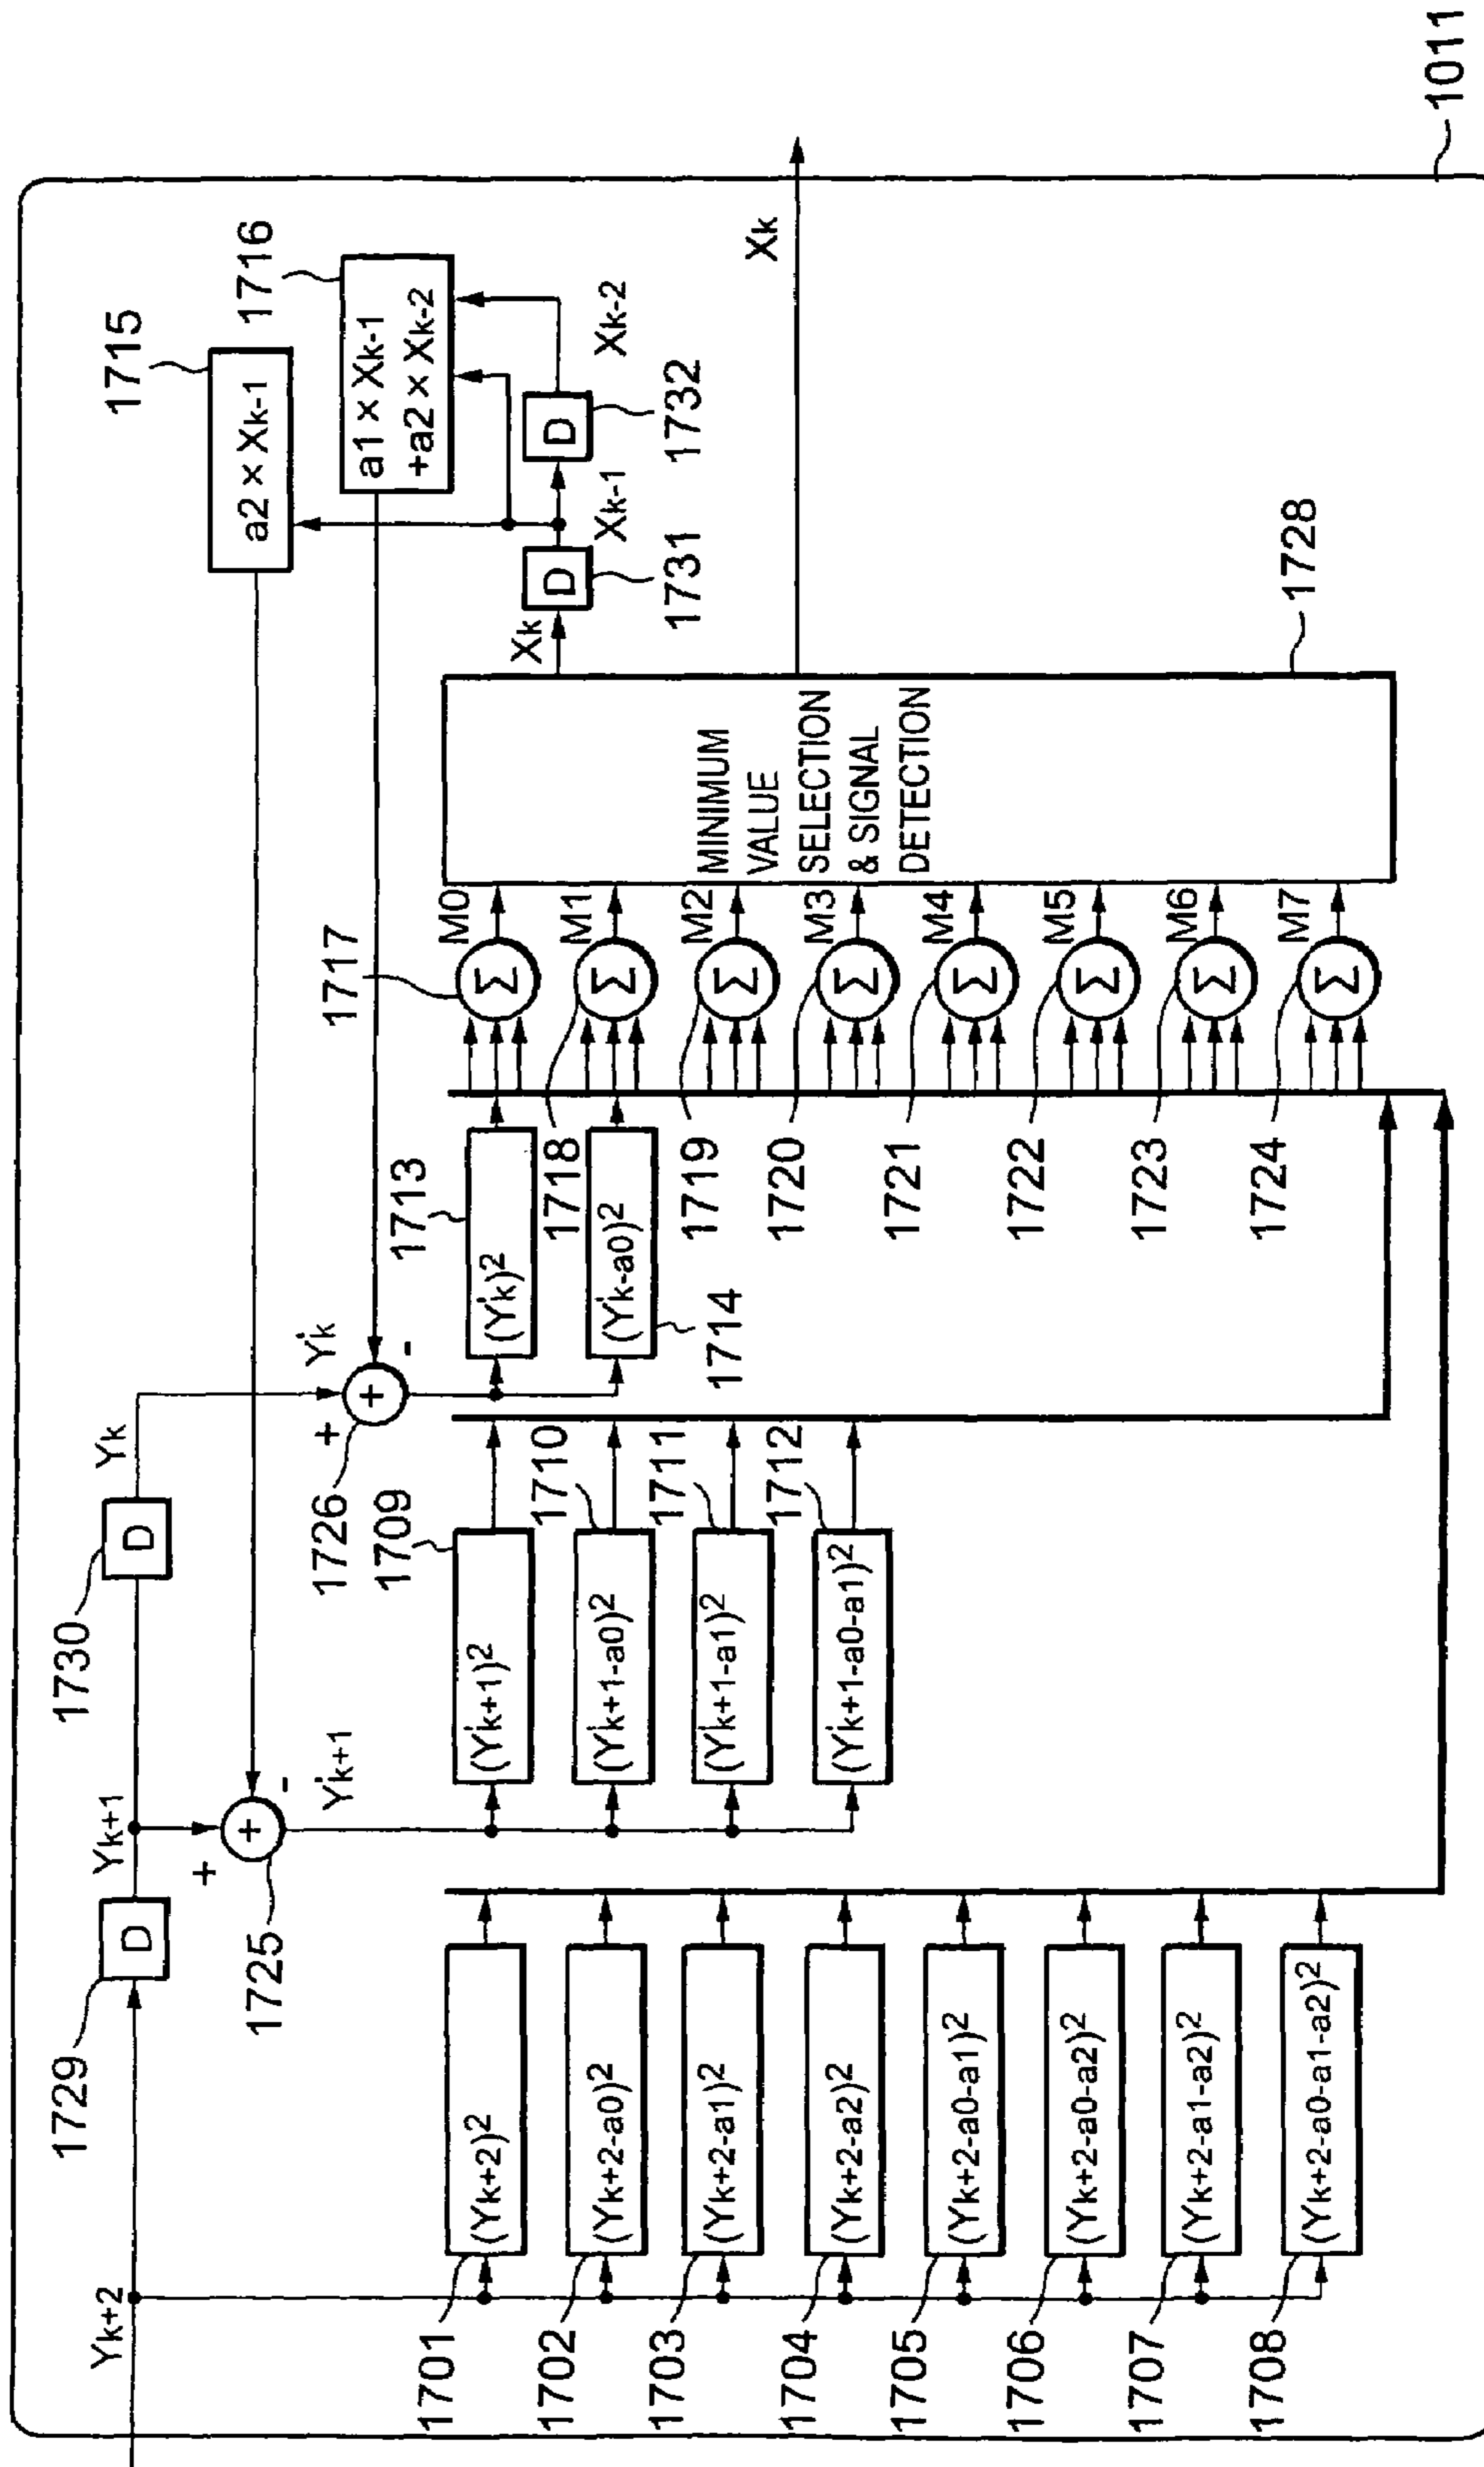 Yk+2
1729
D
Yk+1
1730
D
Yk
1715
a2 × Xk-1
1716
a1 × Xk-1
+a2 × Xk-2
1725
+
+
-
Y'k+1
1726
+
+
-
Y'k
Xk
1731
D
Xk-1
1732
D
Xk-2
1701
(Yk+2)2
1702
(Yk+2-a0)2
1703
(Yk+2-a1)2
1704
(Yk+2-a2)2
1705
(Yk+2-a0-a1)2
1706
(Yk+2-a0-a2)2
1707
(Yk+2-a1-a2)2
1708
(Yk+2-a0-a1-a2)2
1709
(Y'k+1)2
1710
(Y'k+1-a0)2
1711
(Y'k+1-a1)2
1712
(Y'k+1-a0-a1)2
1713
(Y'k)2
1714
(Y'k-a0)2
1717
Σ
M0
1718
Σ
M1
1719
Σ
M2
1720
Σ
M3
1721
Σ
M4
1722
Σ
M5
1723
Σ
M6
1724
Σ
M7
MINIMUM
VALUE
SELECTION
& SIGNAL
DETECTION
1728
Xk
1011